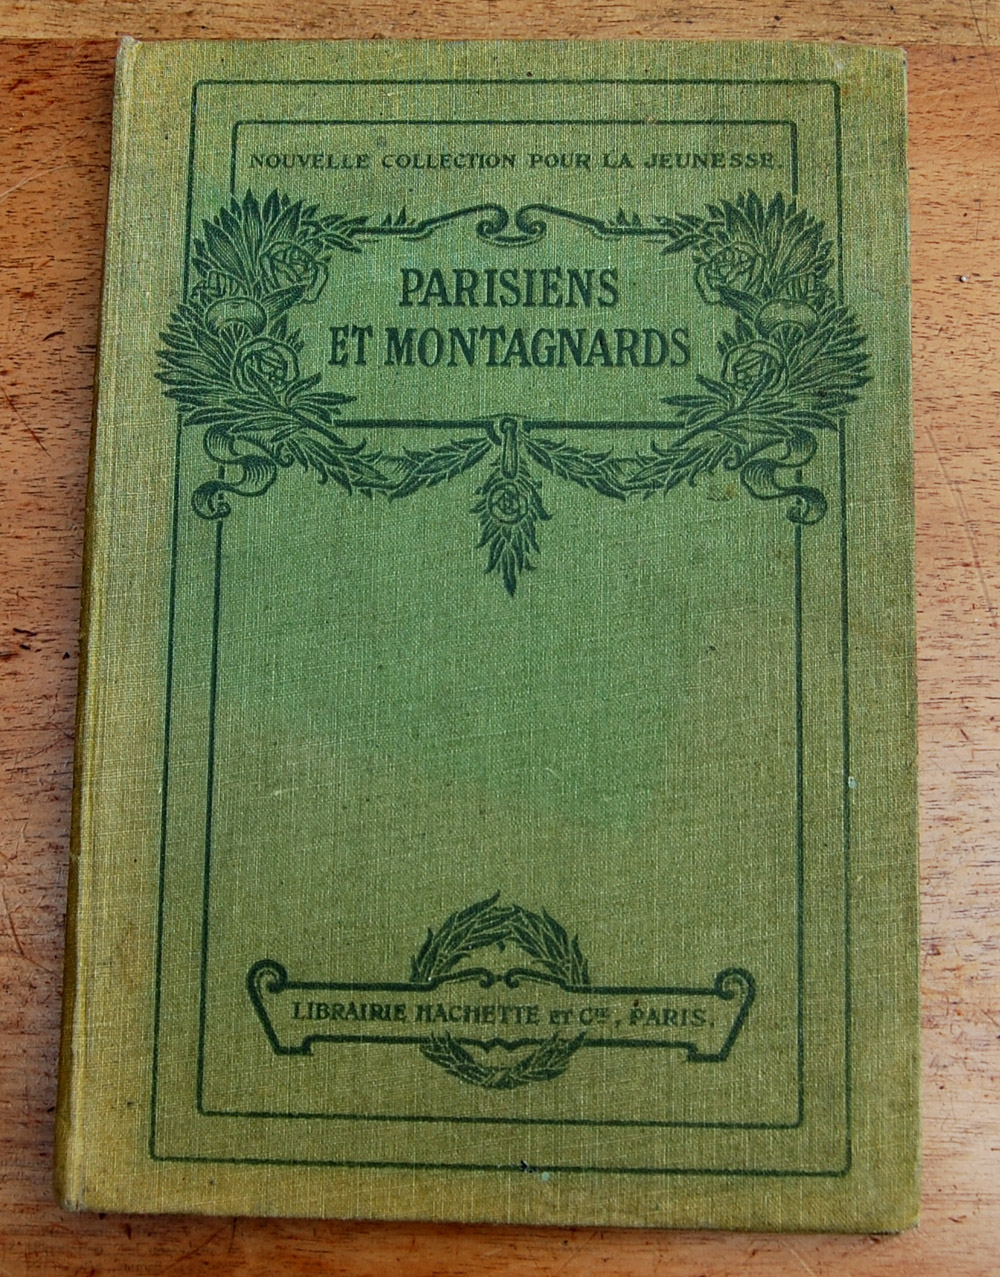 NOUVELLE COLLECTION POUR LA JEUNESSE.
PARISIENS
ET MONTAGNARDS
LIBRAIRIE HACHETTE ET Cie, PARIS.